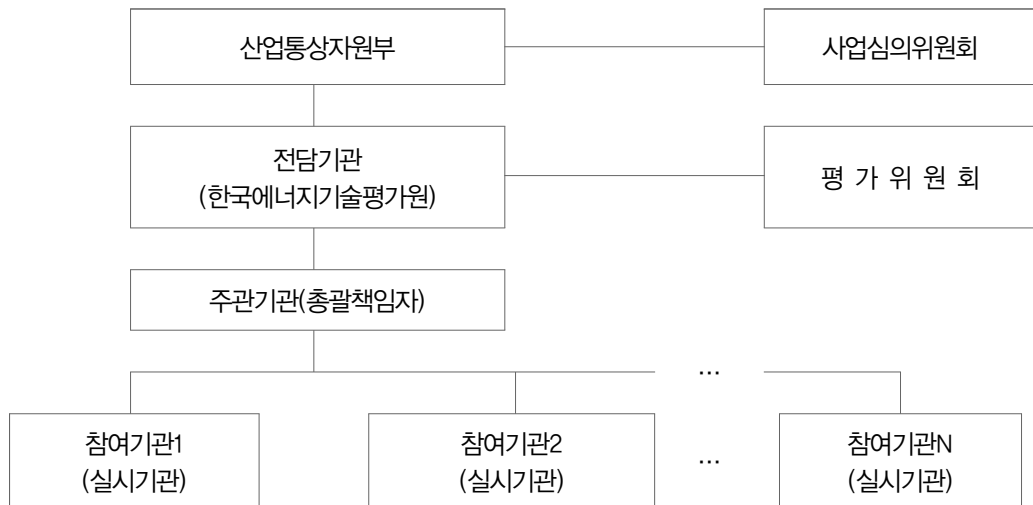 산업통상자원부
사업심의위원회
전담기관
(한국에너지기술평가원)
평 가 위 원 회
주관기관(총괄책임자)
...
참여기관1
(실시기관)
참여기관2
(실시기관)
...
참여기관N
(실시기관)